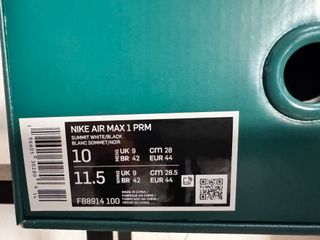 NIKE AIR MAX 1 PRM
SUMMIT WHITE/BLACK
BLANC SOMMET/NOIR
10 UK 9 cm 28
BR 42 EUR 44
11.5 UK 9 cm 28.5
BR 42 EUR 44
FB8914 100
MADE IN CHINA /
FABRIQUE EN CHINE /
FABRICADO EN CHINA